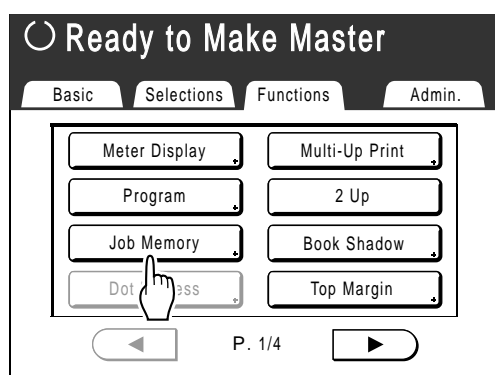 Ready to Make Master
Basic Selections Functions Admin.
Meter Display Multi-Up Print
Program 2 Up
Job Memory Book Shadow
Dot ess Top Margin
P. 1/4